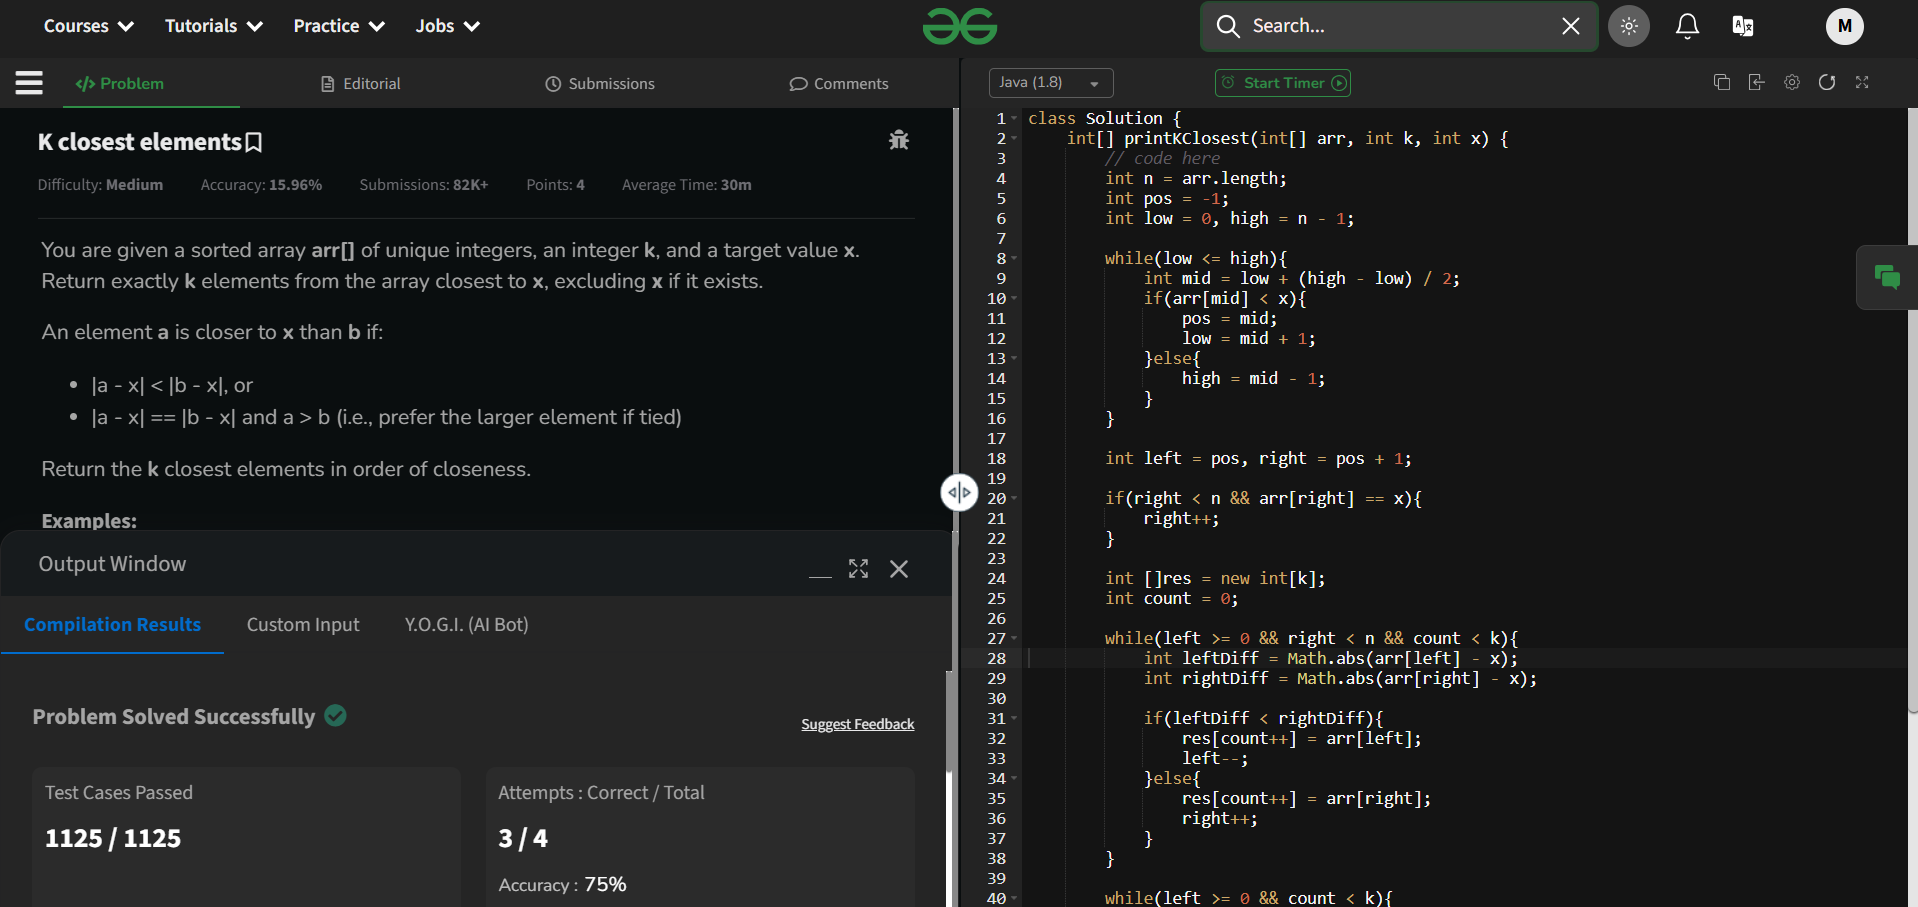 Courses Tutorials Practice Jobs Search... M
Problem Editorial Submissions Comments
K closest elements
Difficulty: Medium Accuracy: 15.96% Submissions: 82K+ Points: 4 Average Time: 30m
You are given a sorted array arr[] of unique integers, an integer k, and a target value x.
Return exactly k elements from the array closest to x, excluding x if it exists.
An element a is closer to x than b if:
• |a - x| < |b - x|, or
• |a - x| == |b - x| and a > b (i.e., prefer the larger element if tied)
Return the k closest elements in order of closeness.
Examples:
Output Window
Compilation Results Custom Input Y.O.G.I. (AI Bot)
Problem Solved Successfully
Suggest Feedback
Test Cases Passed
1125 / 1125
Attempts : Correct / Total
3 / 4
Accuracy : 75%
Java (1.8) Start Timer
1 class Solution {
2     int[] printKClosest(int[] arr, int k, int x) {
3         // code here
4         int n = arr.length;
5         int pos = -1;
6         int low = 0, high = n - 1;
7
8         while(low <= high){
9             int mid = low + (high - low) / 2;
10             if(arr[mid] < x){
11                 pos = mid;
12                 low = mid + 1;
13             }else{
14                 high = mid - 1;
15             }
16         }
17
18         int left = pos, right = pos + 1;
19
20         if(right < n && arr[right] == x){
21             right++;
22         }
23
24         int []res = new int[k];
25         int count = 0;
26
27         while(left >= 0 && right < n && count < k){
28             int leftDiff = Math.abs(arr[left] - x);
29             int rightDiff = Math.abs(arr[right] - x);
30
31             if(leftDiff < rightDiff){
32                 res[count++] = arr[left];
33                 left--;
34             }else{
35                 res[count++] = arr[right];
36                 right++;
37             }
38         }
39
40         while(left >= 0 && count < k){